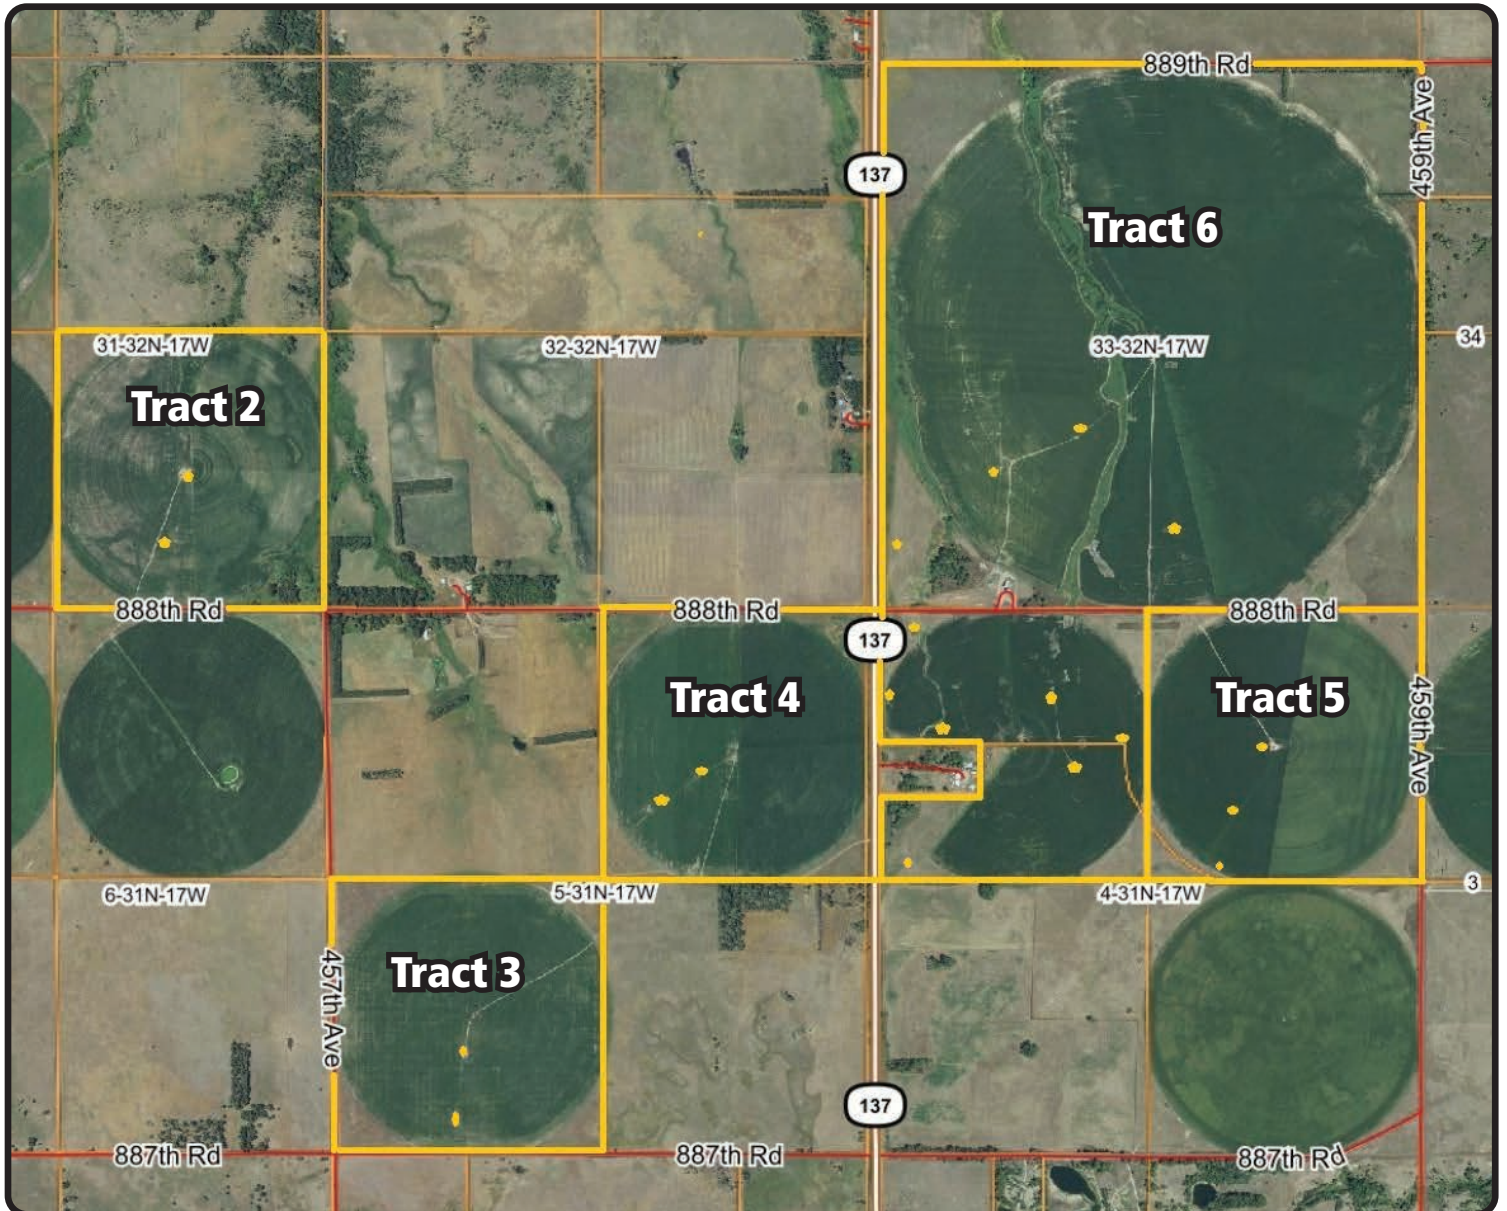 889th Rd
459th Ave
137
Tract 6
31-32N-17W
32-32N-17W
33-32N-17W
34
Tract 2
888th Rd
888th Rd
888th Rd
137
Tract 4
Tract 5
459th Ave
6-31N-17W
5-31N-17W
4-31N-17W
3
Tract 3
457th Ave
137
887th Rd
887th Rd
887th Rd